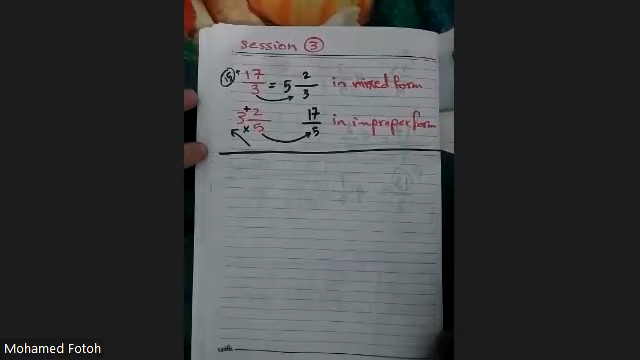 session 3
15 17/3 = 5 2/3 in mixed form
3 + 2/5 × 17/5 in improper form
Mohamed Fotoh